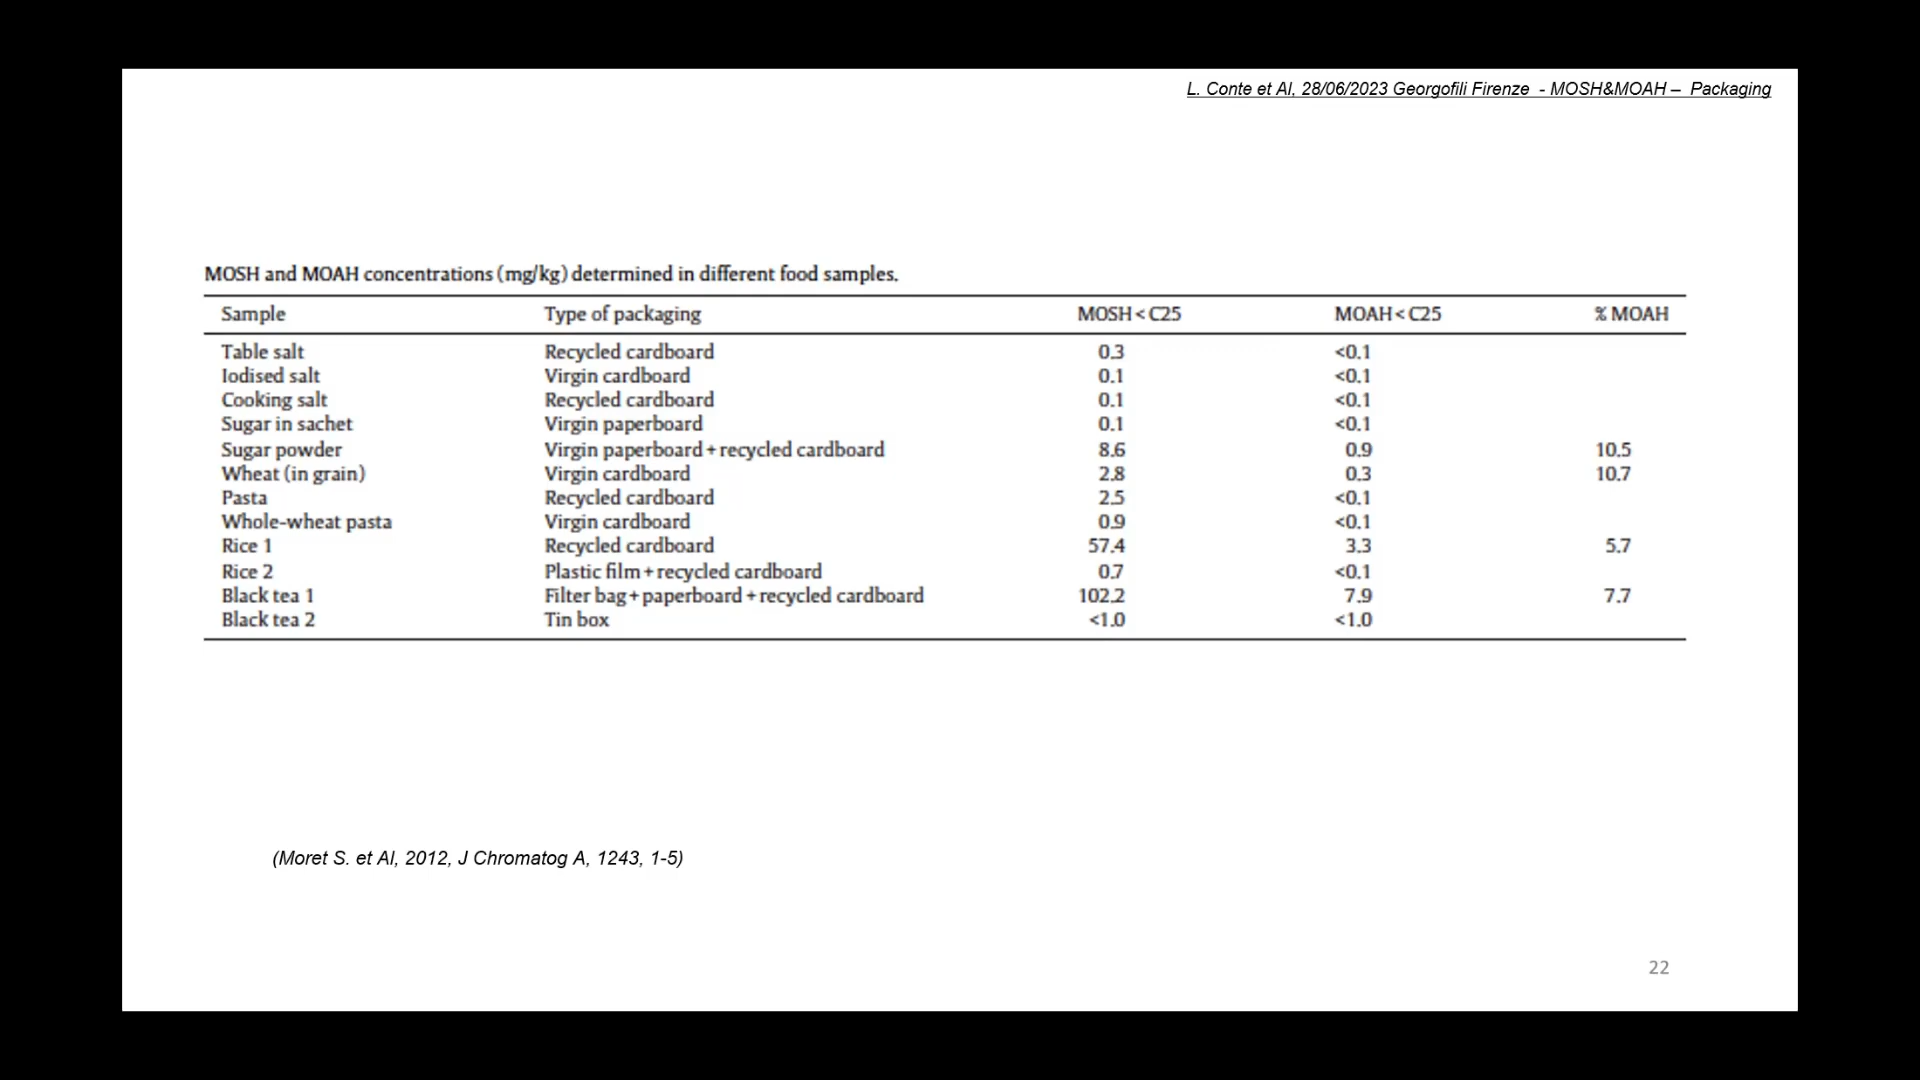 L. Conte et Al, 28/06/2023 Georgofili Firenze - MOSH&MOAH – Packaging
MOSH and MOAH concentrations (mg/kg) determined in different food samples.
Sample Type of packaging MOSH < C25 MOAH < C25 % MOAH
Table salt Recycled cardboard 0.3 <0.1
Iodised salt Virgin cardboard 0.1 <0.1
Cooking salt Recycled cardboard 0.1 <0.1
Sugar in sachet Virgin paperboard 0.1 <0.1
Sugar powder Virgin paperboard + recycled cardboard 8.6 0.9 10.5
Wheat (in grain) Virgin cardboard 2.8 0.3 10.7
Pasta Recycled cardboard 2.5 <0.1
Whole-wheat pasta Virgin cardboard 0.9 <0.1
Rice 1 Recycled cardboard 57.4 3.3 5.7
Rice 2 Plastic film + recycled cardboard 0.7 <0.1
Black tea 1 Filter bag + paperboard + recycled cardboard 102.2 7.9 7.7
Black tea 2 Tin box <1.0 <1.0
(Moret S. et Al, 2012, J Chromatog A, 1243, 1-5)
22